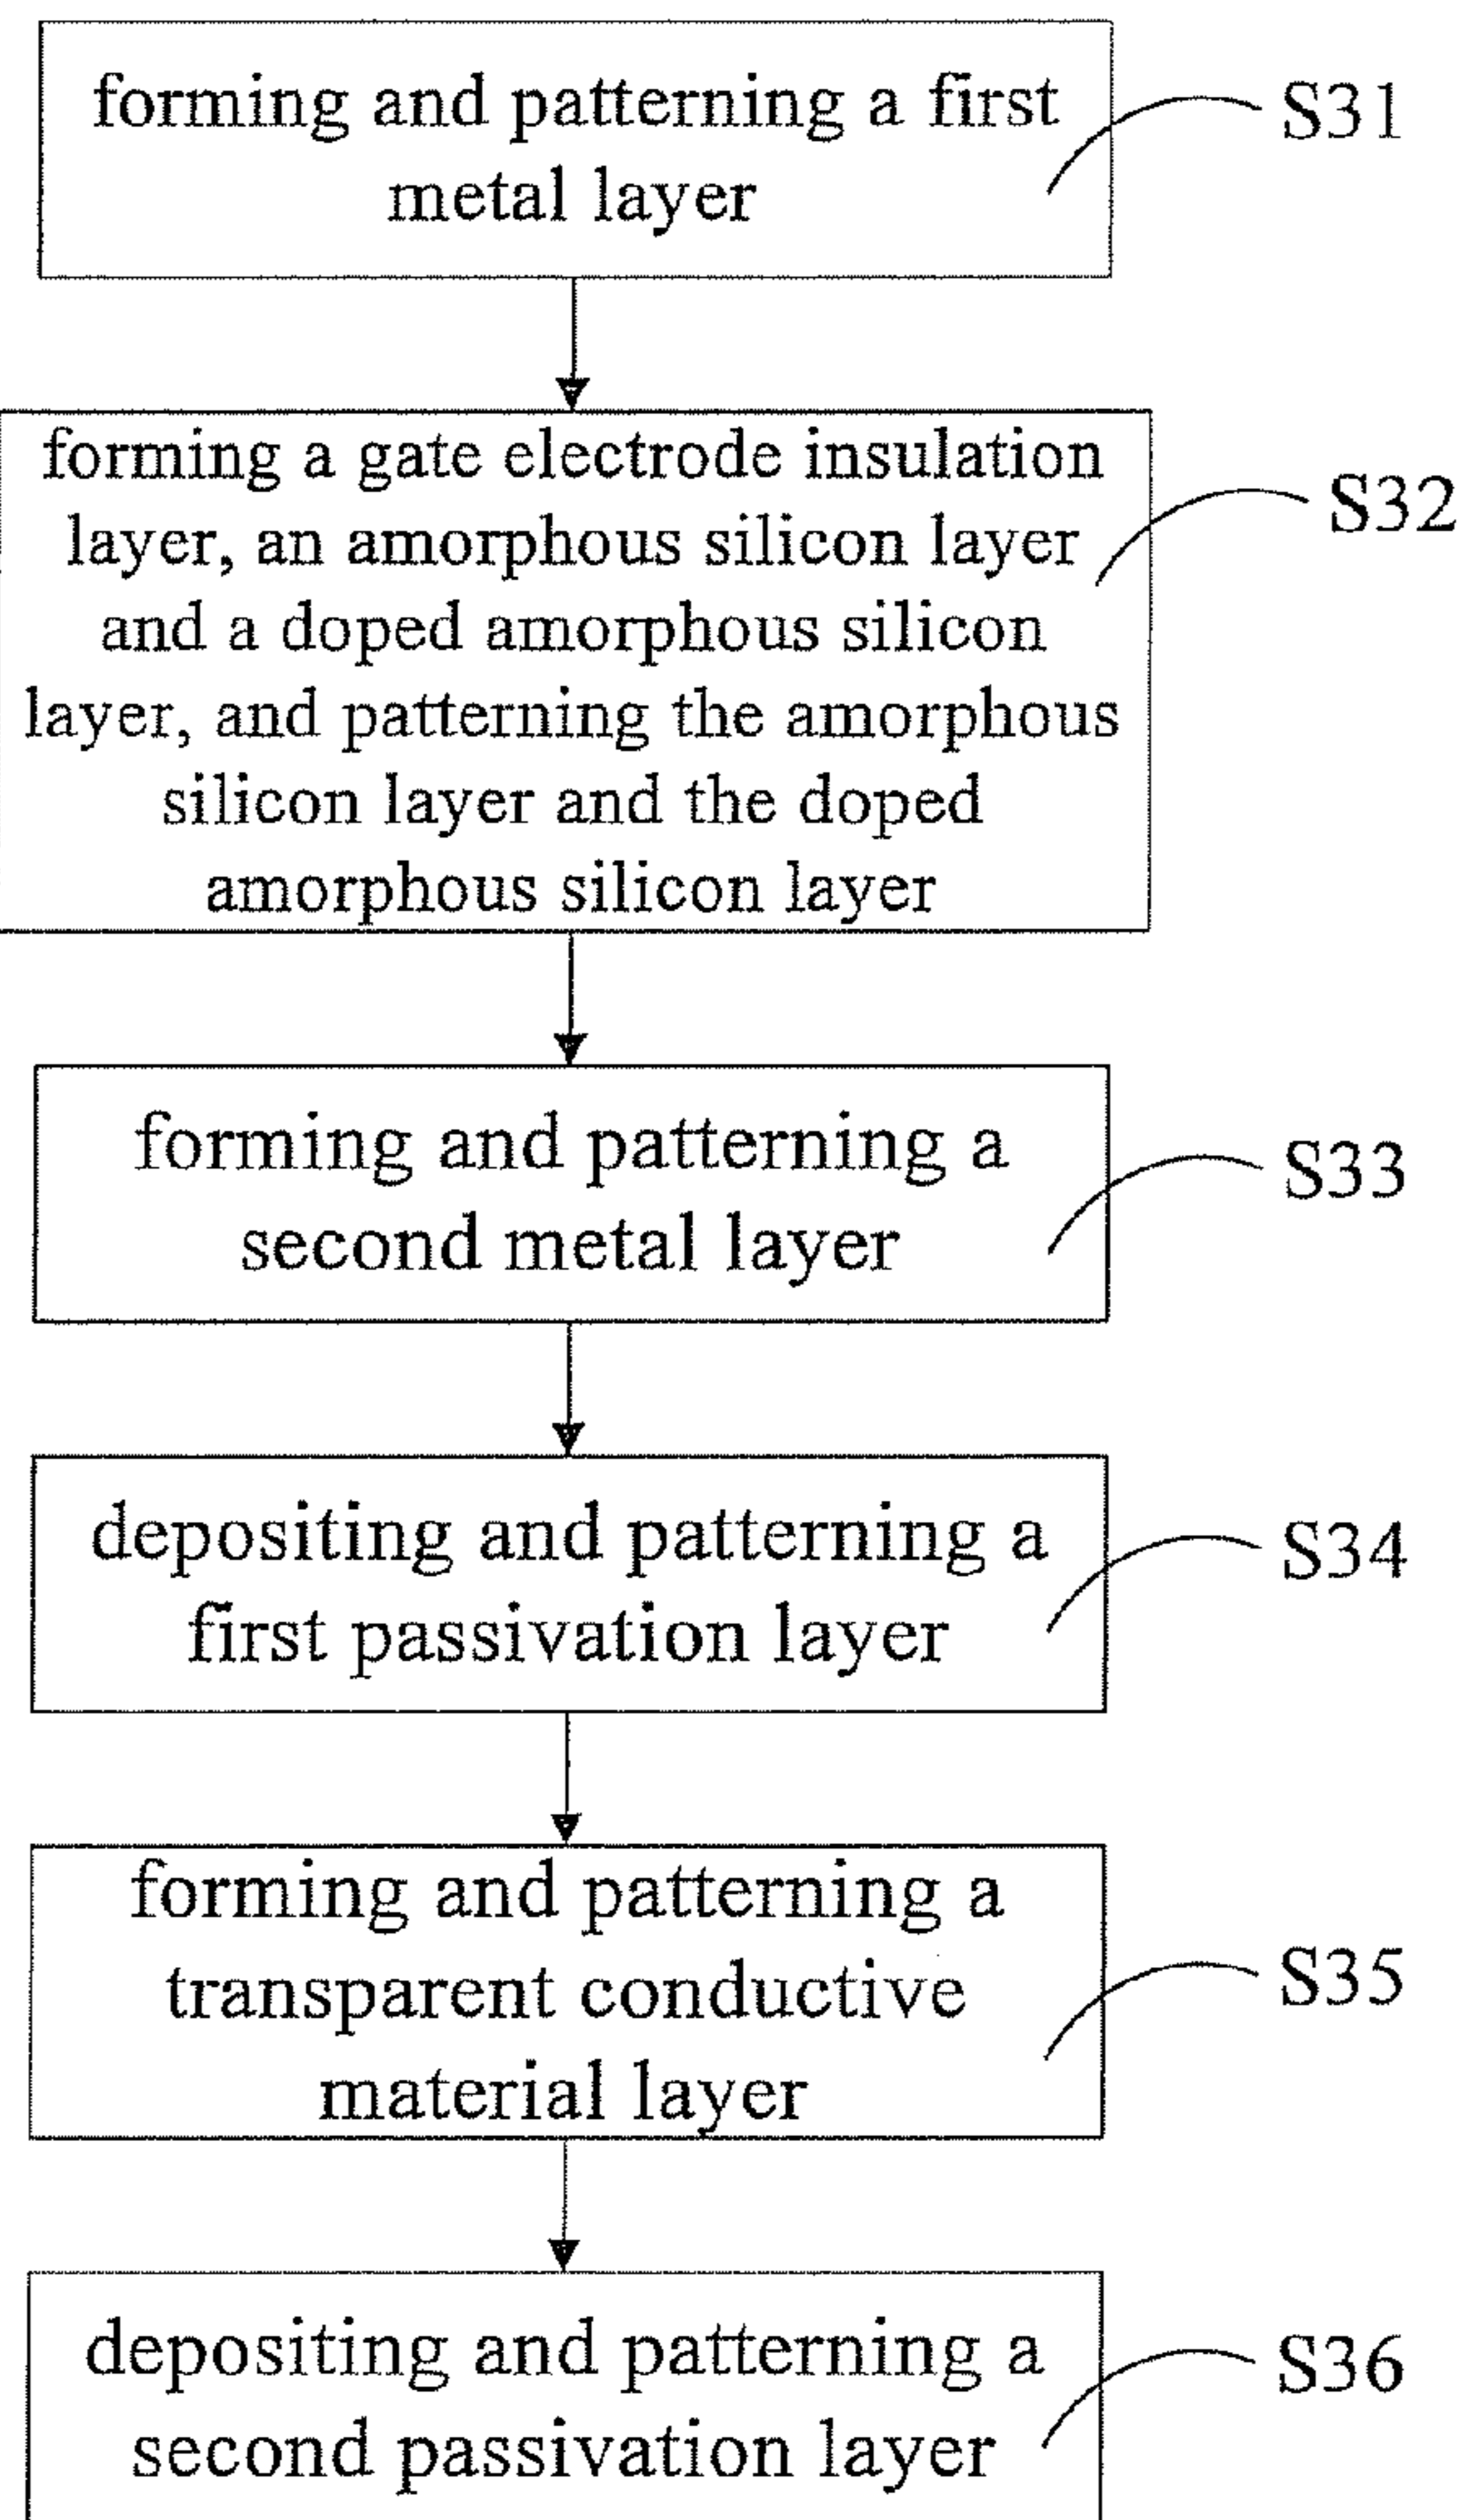 forming and patterning a first
metal layer
S31
forming a gate electrode insulation
layer, an amorphous silicon layer
and a doped amorphous silicon
layer, and patterning the amorphous
silicon layer and the doped
amorphous silicon layer
S32
forming and patterning a
second metal layer
S33
depositing and patterning a
first passivation layer
S34
forming and patterning a
transparent conductive
material layer
S35
depositing and patterning a
second passivation layer
S36